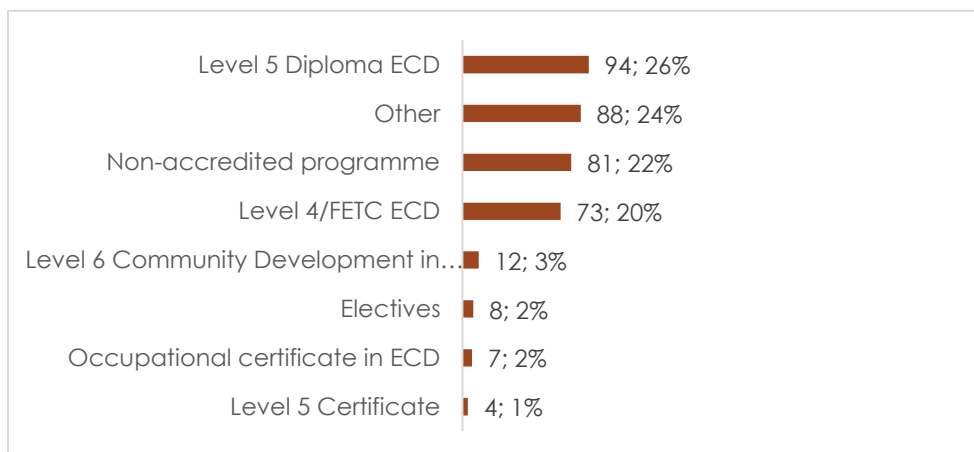 Level 5 Diploma ECD 94; 26%
Other 88; 24%
Non-accredited programme 81; 22%
Level 4/FETC ECD 73; 20%
Level 6 Community Development in... 12; 3%
Electives 8; 2%
Occupational certificate in ECD 7; 2%
Level 5 Certificate 4; 1%